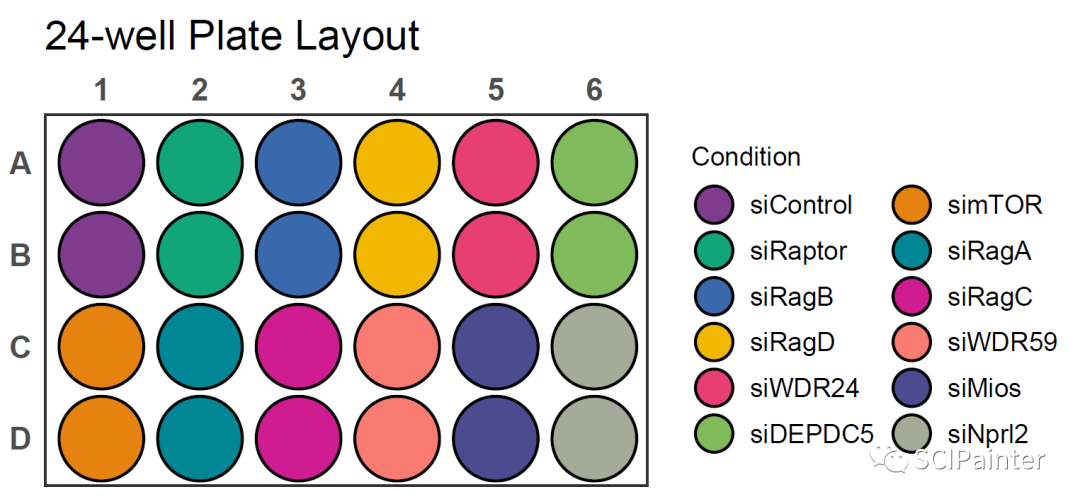 24-well Plate Layout
1 2 3 4 5 6
A
B
C
D
Condition
siControl simTOR
siRaptor siRagA
siRagB siRagC
siRagD siWDR59
siWDR24 siMios
siDEPDC5 siNprl2
SCIPainter